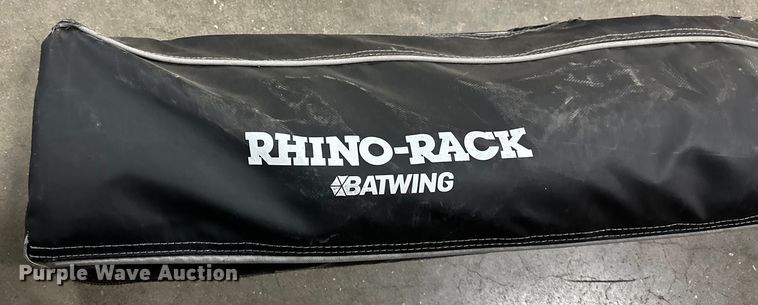 RHINO-RACK
BATWING
Purple Wave Auction